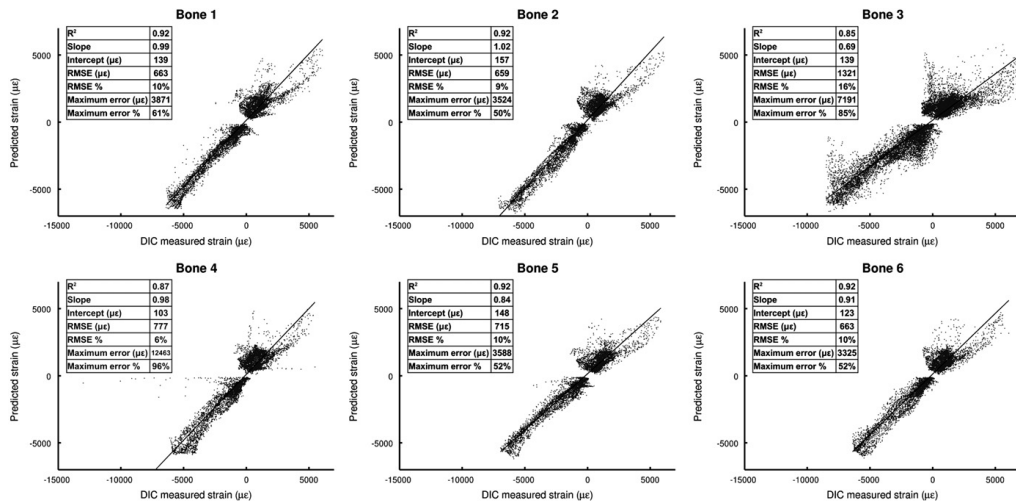 Bone 1
R² 0.92
Slope 0.99
Intercept (με) 139
RMSE (με) 663
RMSE % 10%
Maximum error (με) 3871
Maximum error % 61%
5000
0
-5000
Predicted strain (με)
-15000 -10000 -5000 0 5000
DIC measured strain (με)
Bone 2
R² 0.92
Slope 1.02
Intercept (με) 157
RMSE (με) 659
RMSE % 9%
Maximum error (με) 3524
Maximum error % 50%
5000
0
-5000
Predicted strain (με)
-15000 -10000 -5000 0 5000
DIC measured strain (με)
Bone 3
R² 0.85
Slope 0.69
Intercept (με) 139
RMSE (με) 1321
RMSE % 16%
Maximum error (με) 7191
Maximum error % 85%
5000
0
-5000
Predicted strain (με)
-15000 -10000 -5000 0 5000
DIC measured strain (με)
Bone 4
R² 0.87
Slope 0.98
Intercept (με) 103
RMSE (με) 777
RMSE % 6%
Maximum error (με) 12463
Maximum error % 96%
5000
0
-5000
Predicted strain (με)
-15000 -10000 -5000 0 5000
DIC measured strain (με)
Bone 5
R² 0.92
Slope 0.84
Intercept (με) 148
RMSE (με) 715
RMSE % 10%
Maximum error (με) 3588
Maximum error % 52%
5000
0
-5000
Predicted strain (με)
-15000 -10000 -5000 0 5000
DIC measured strain (με)
Bone 6
R² 0.92
Slope 0.91
Intercept (με) 123
RMSE (με) 663
RMSE % 10%
Maximum error (με) 3325
Maximum error % 52%
5000
0
-5000
Predicted strain (με)
-15000 -10000 -5000 0 5000
DIC measured strain (με)